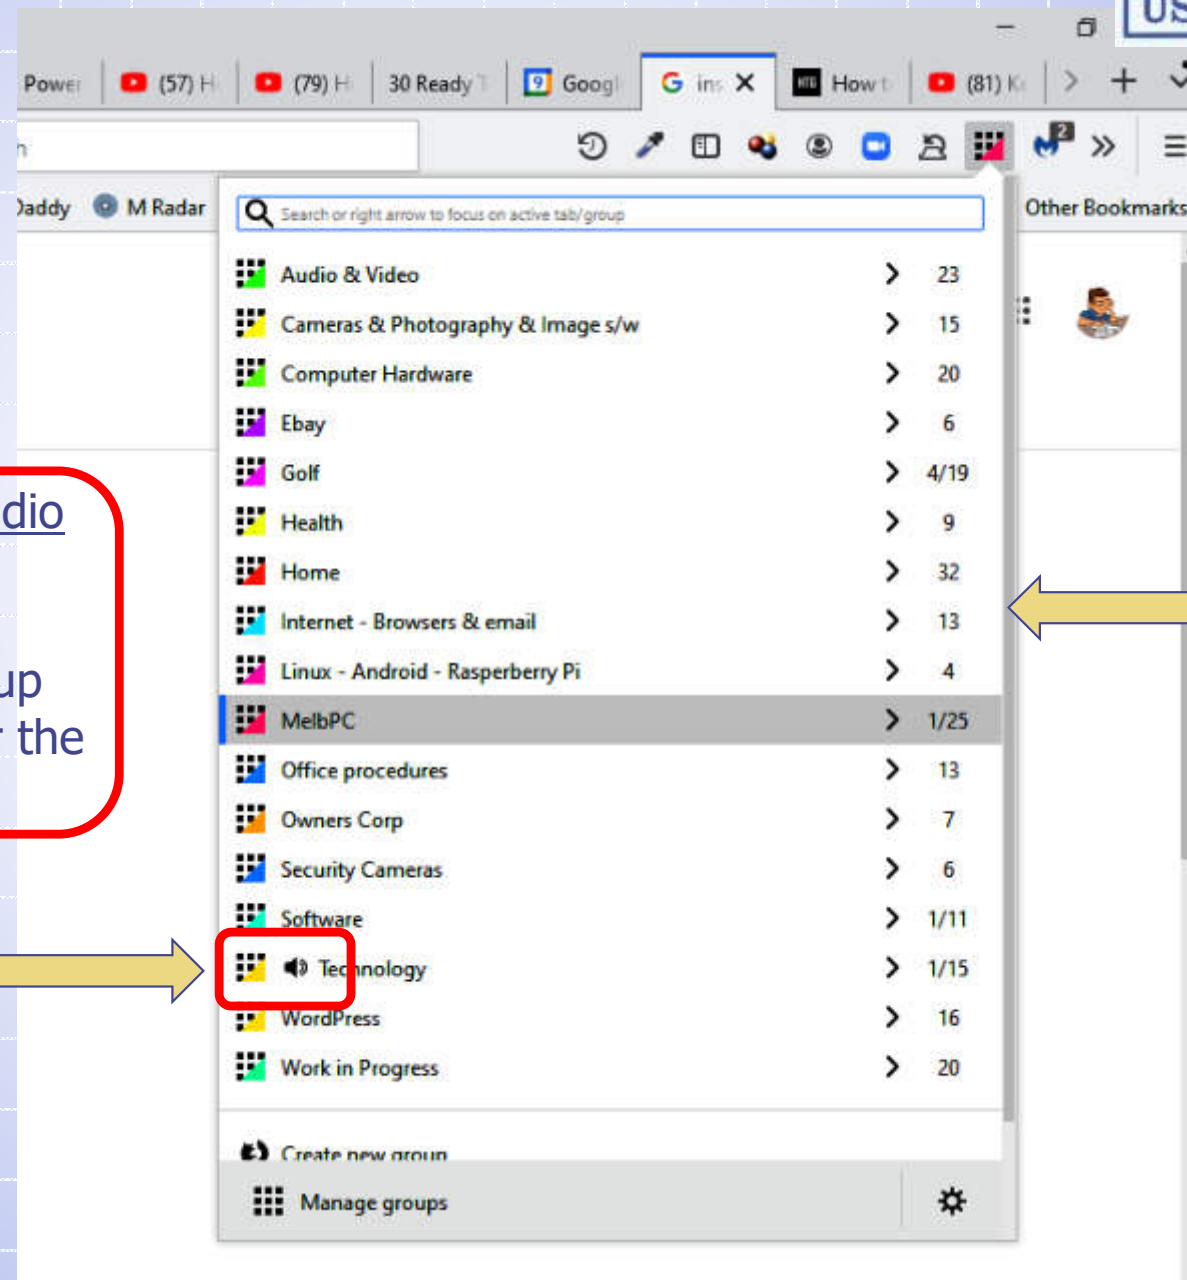 US
Power
(57) H
(79) H
30 Ready T
9
Googl
G
ins
HTG
How t
(81) K
2
h
Daddy
M Radar
Other Bookmarks
Search or right arrow to focus on active tab/group
Audio & Video 23
Cameras & Photography & Image s/w 15
Computer Hardware 20
Ebay 6
Golf 4/19
dio
Health 9
Home 32
Internet - Browsers & email 13
Linux - Android - Rasperberry Pi 4
up
MelbPC 1/25
r the
Office procedures 13
Owners Corp 7
Security Cameras 6
Software 1/11
Technology 1/15
WordPress 16
Work in Progress 20
Create new group
Manage groups